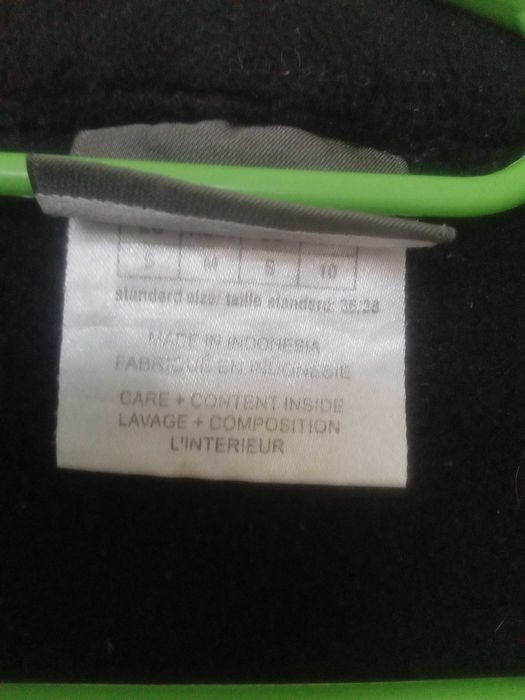 S M 8 10
standard size/ taille standard: 36/38
MADE IN INDONESIA
FABRIQUE EN INDONESIE
CARE + CONTENT INSIDE
LAVAGE + COMPOSITION
L'INTERIEUR